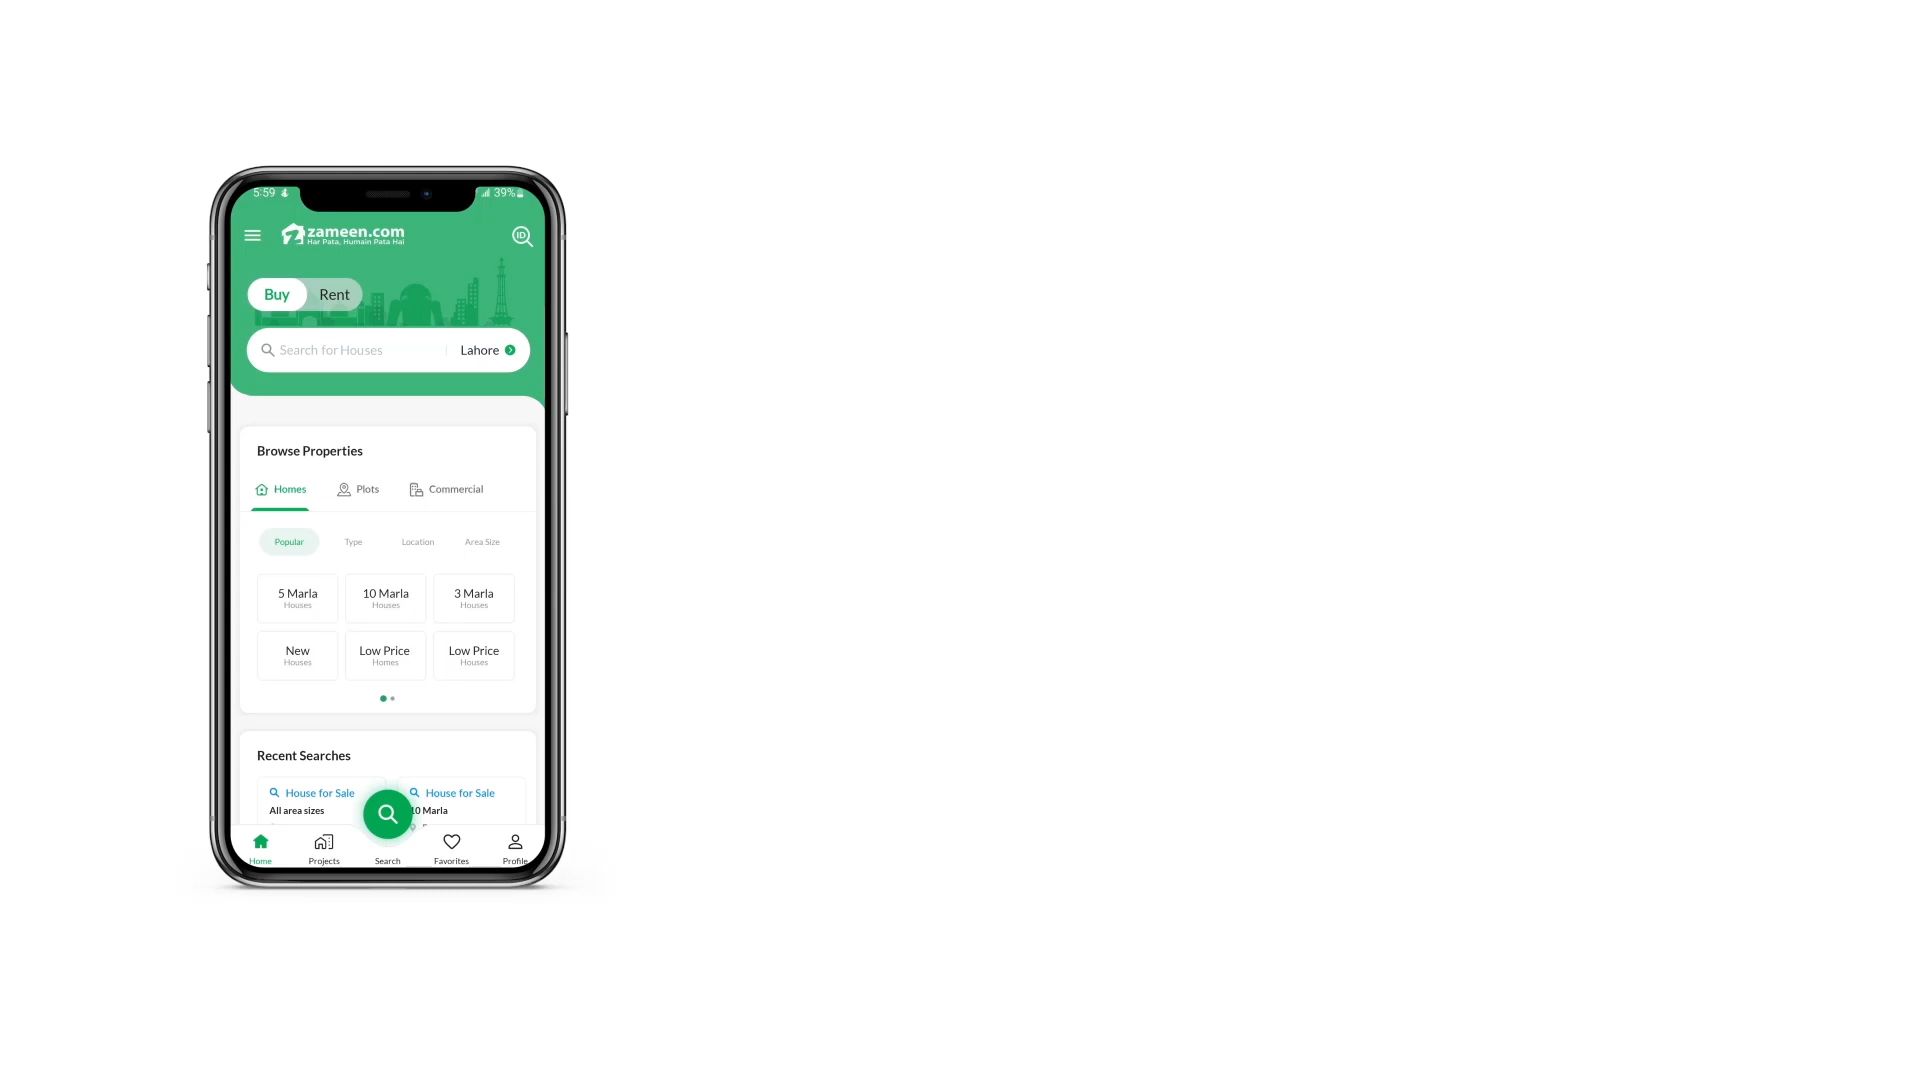 5:59
39%
zameen.com
Har Pata, Humain Pata Hai
ID
Buy Rent
Search for Houses Lahore
Browse Properties
Homes Plots Commercial
Popular Type Location Area Size
5 Marla 10 Marla 3 Marla
Houses Houses Houses
New Low Price Low Price
Houses Homes Houses
Recent Searches
House for Sale House for Sale
All area sizes 10 Marla
Home Projects Search Favorites Profile